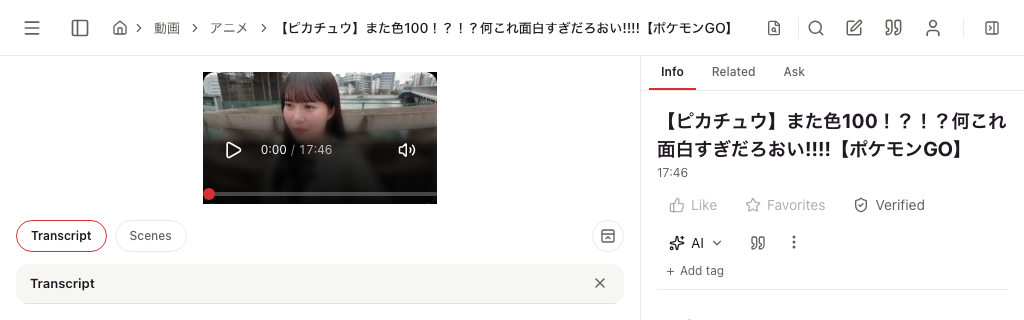 動画
アニメ
【ピカチュウ】また色100！？！？何これ面白すぎだろおい!!!!【ポケモンGO】
0:00 / 17:46
Transcript
Scenes
Transcript
Info
Related
Ask
【ピカチュウ】また色100！？！？何これ
面白すぎだろおい!!!!【ポケモンGO】
17:46
Like
Favorites
Verified
AI
+ Add tag